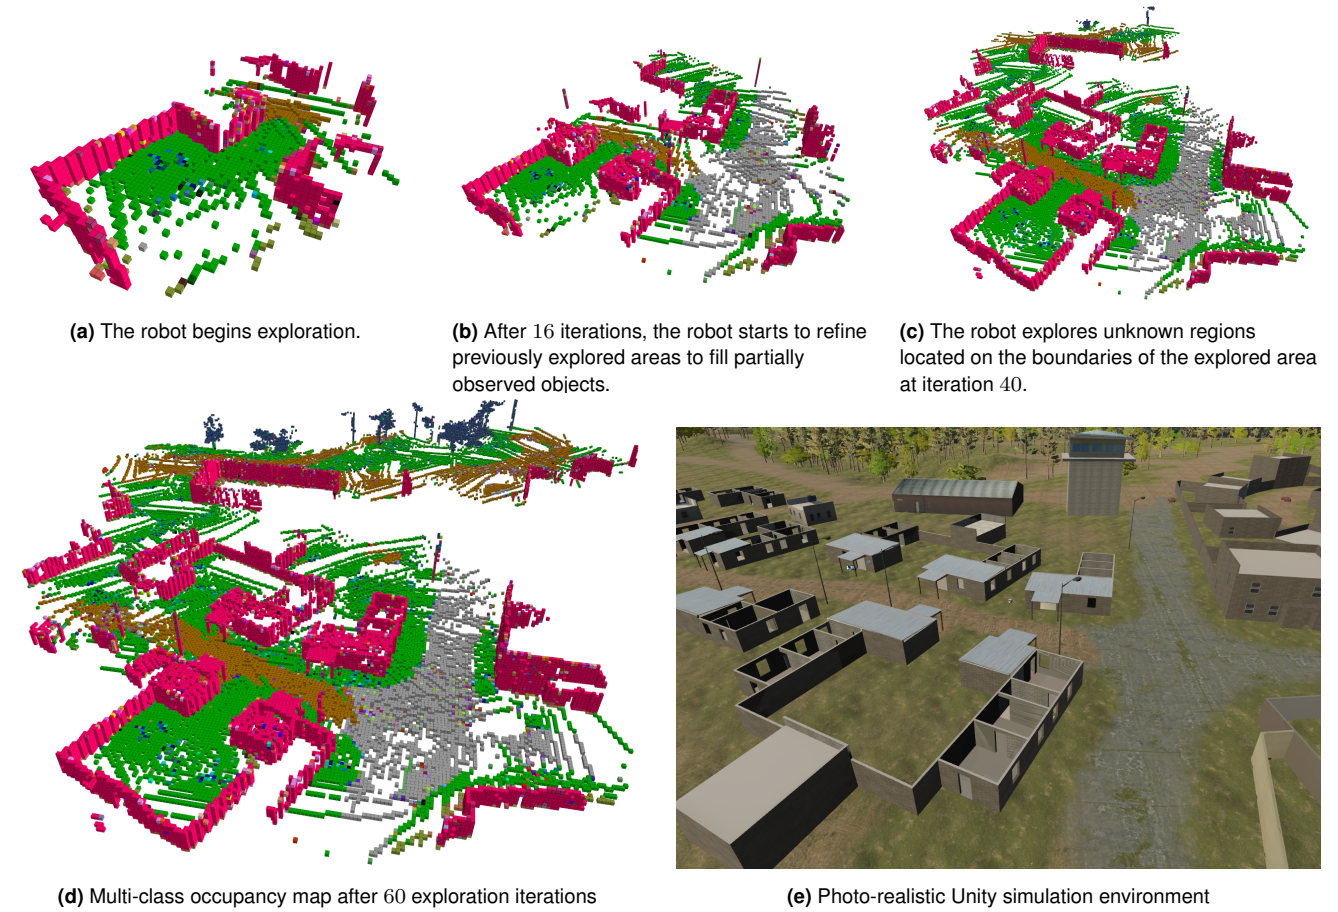 (a) The robot begins exploration.
(b) After 16 iterations, the robot starts to refine
previously explored areas to fill partially
observed objects.
(c) The robot explores unknown regions
located on the boundaries of the explored area
at iteration 40.
(d) Multi-class occupancy map after 60 exploration iterations
(e) Photo-realistic Unity simulation environment